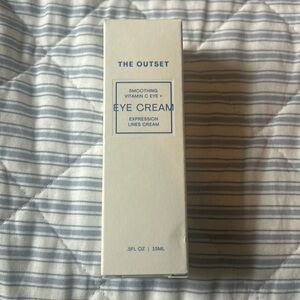 THE OUTSET
SMOOTHING
VITAMIN C EYE +
EYE CREAM
EXPRESSION
LINES CREAM
.5FL OZ | 15ML